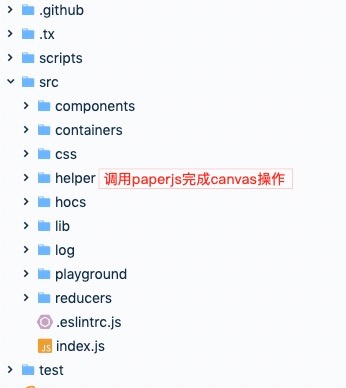 .github
.tx
scripts
src
components
containers
css
helper 调用paperjs完成canvas操作
hocs
lib
log
playground
reducers
.eslintrc.js
JS index.js
test